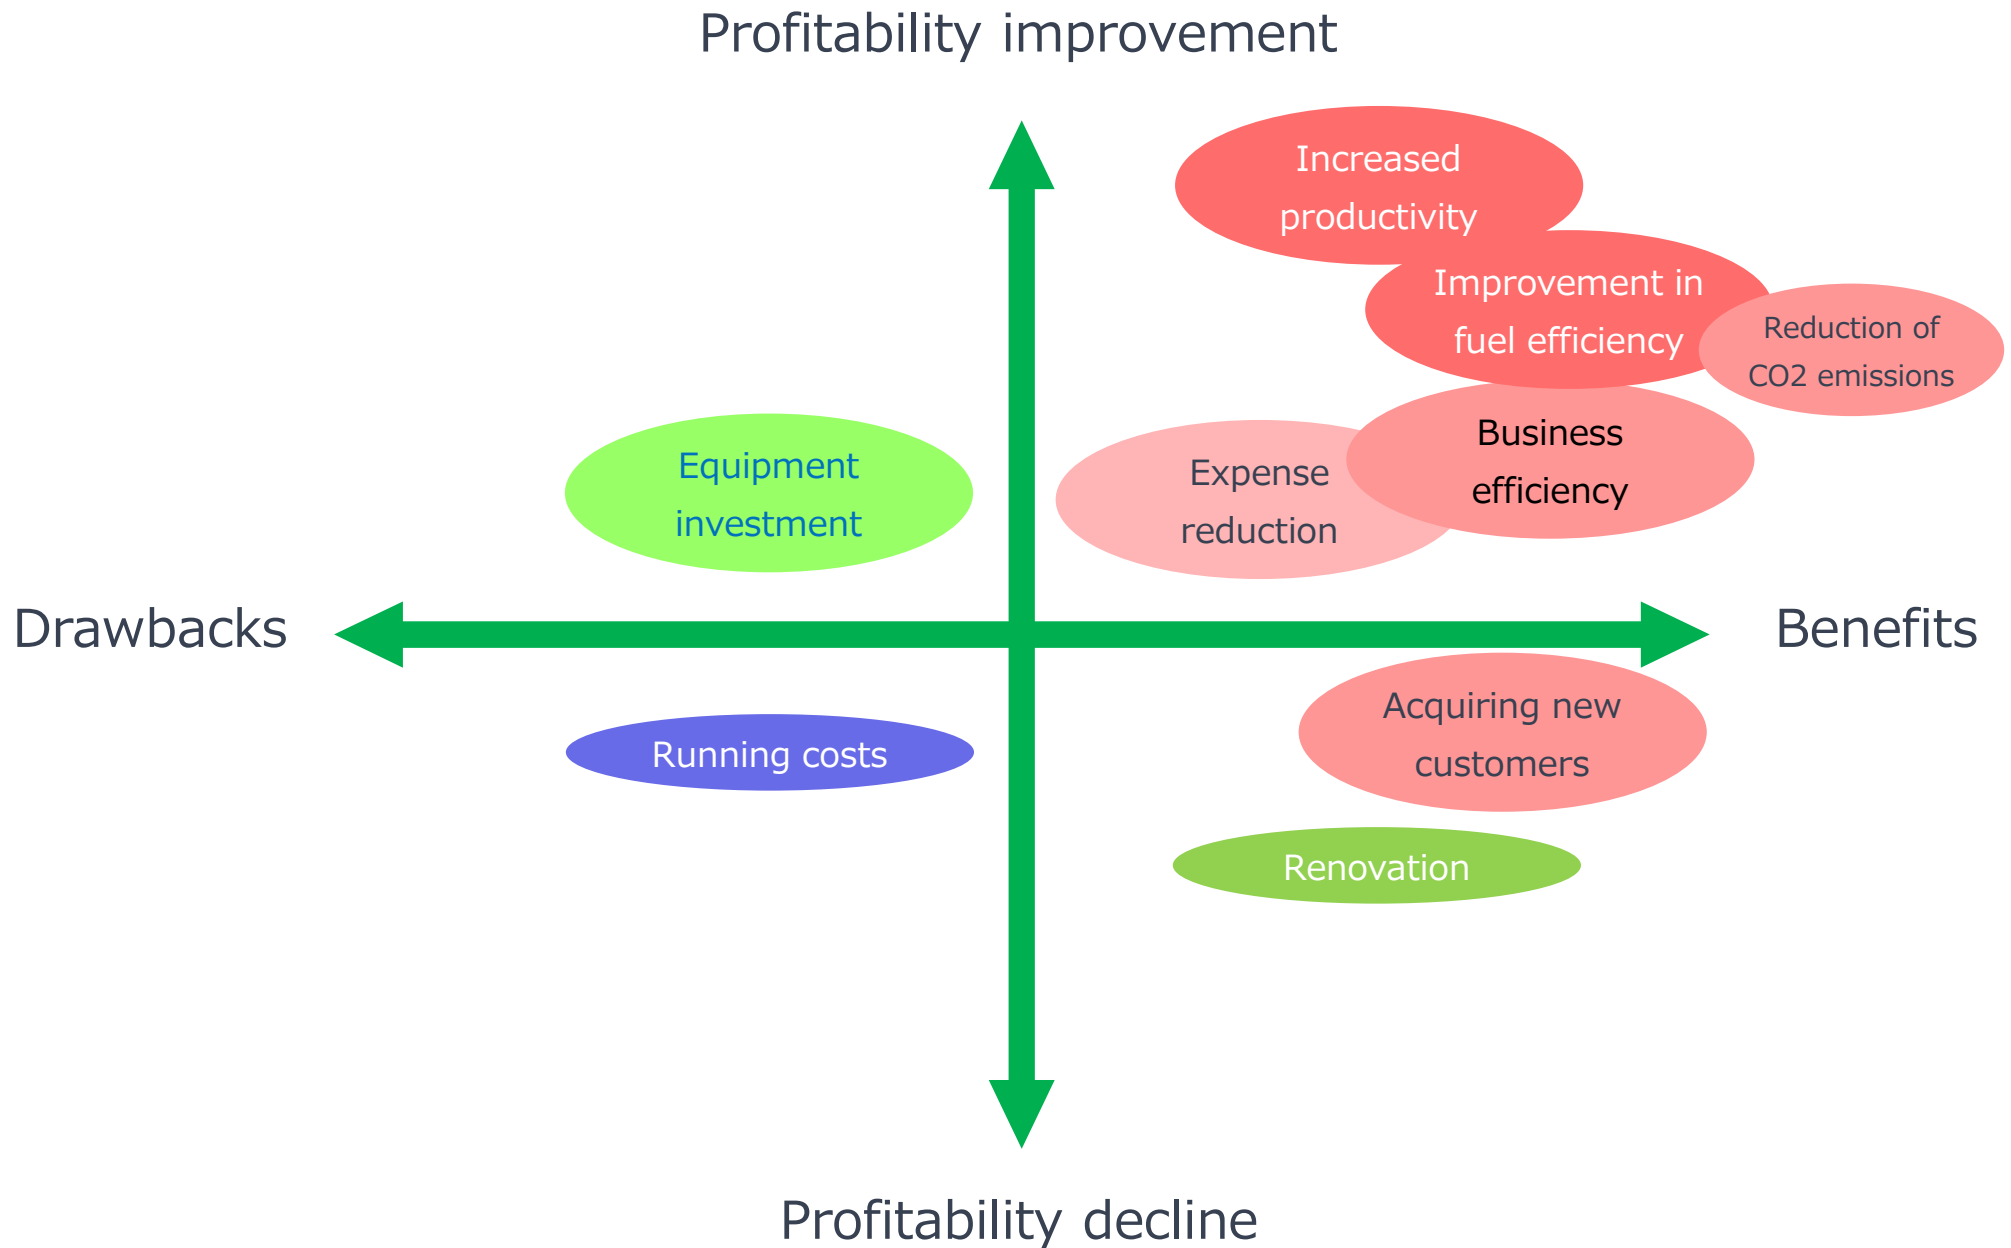 Profitability improvement
Increased
productivity
Improvement in
fuel efficiency
Reduction of
CO2 emissions
Business
efficiency
Equipment
investment
Expense
reduction
Drawbacks
Benefits
Acquiring new
customers
Running costs
Renovation
Profitability decline